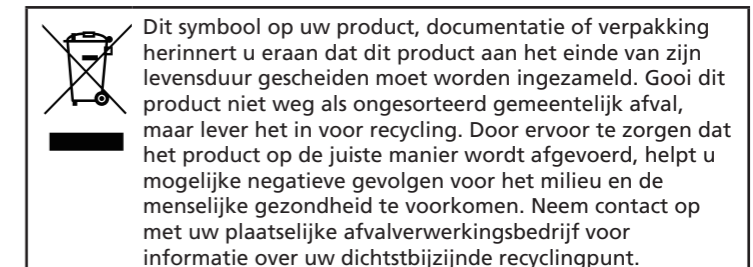 Dit symbool op uw product, documentatie of verpakking
herinnert u eraan dat dit product aan het einde van zijn
levensduur gescheiden moet worden ingezameld. Gooi dit
product niet weg als ongesorteerd gemeentelijk afval,
maar lever het in voor recycling. Door ervoor te zorgen dat
het product op de juiste manier wordt afgevoerd, helpt u
mogelijke negatieve gevolgen voor het milieu en de
menselijke gezondheid te voorkomen. Neem contact op
met uw plaatselijke afvalverwerkingsbedrijf voor
informatie over uw dichtstbijzijnde recyclingpunt.